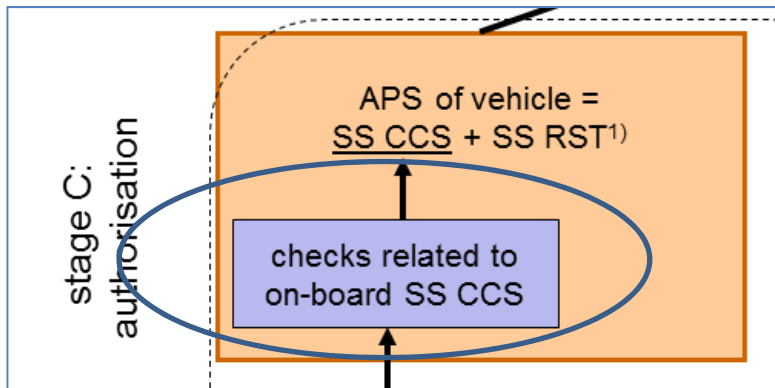 stage C:
authorisation
APS of vehicle =
SS CCS + SS RST1)
checks related to
on-board SS CCS